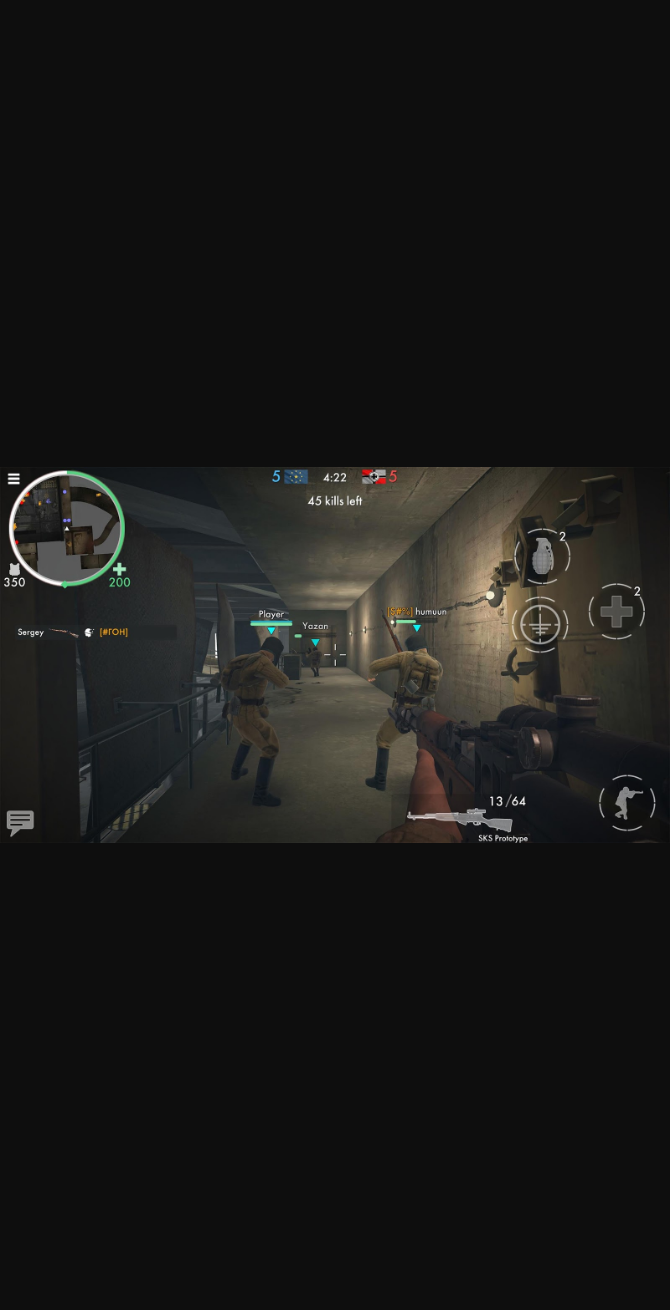 5 4:22 5
45 kills left
2
350 200
2
Player
Yazan
humuun
Sergey [#ГОН]
13/64
SKS Prototype